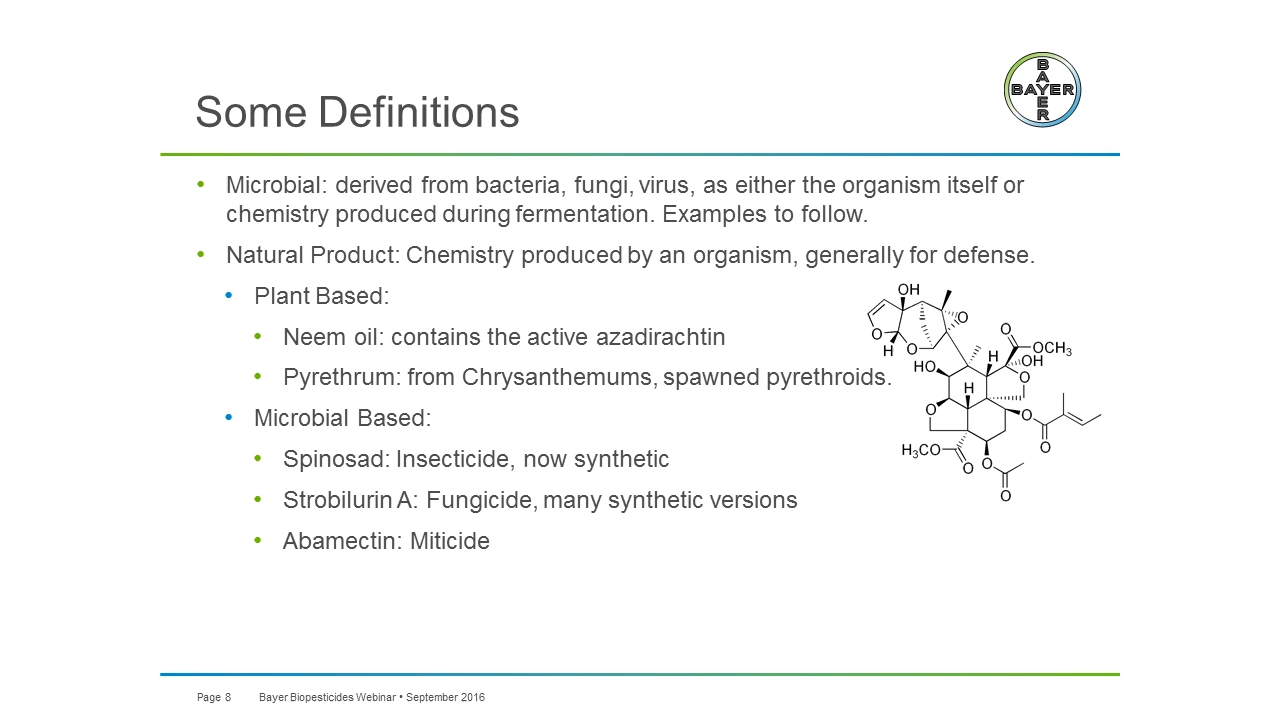 Some Definitions
BAYER
BAYER
• Microbial: derived from bacteria, fungi, virus, as either the organism itself or
chemistry produced during fermentation. Examples to follow.
• Natural Product: Chemistry produced by an organism, generally for defense.
• Plant Based:
• Neem oil: contains the active azadirachtin
• Pyrethrum: from Chrysanthemums, spawned pyrethroids.
• Microbial Based:
• Spinosad: Insecticide, now synthetic
• Strobilurin A: Fungicide, many synthetic versions
• Abamectin: Miticide
OH
O
O
H
O
O
OCH3
H
OH
HO
O
H
O
O
O
H3CO
O
O
O
Page 8 Bayer Biopesticides Webinar • September 2016